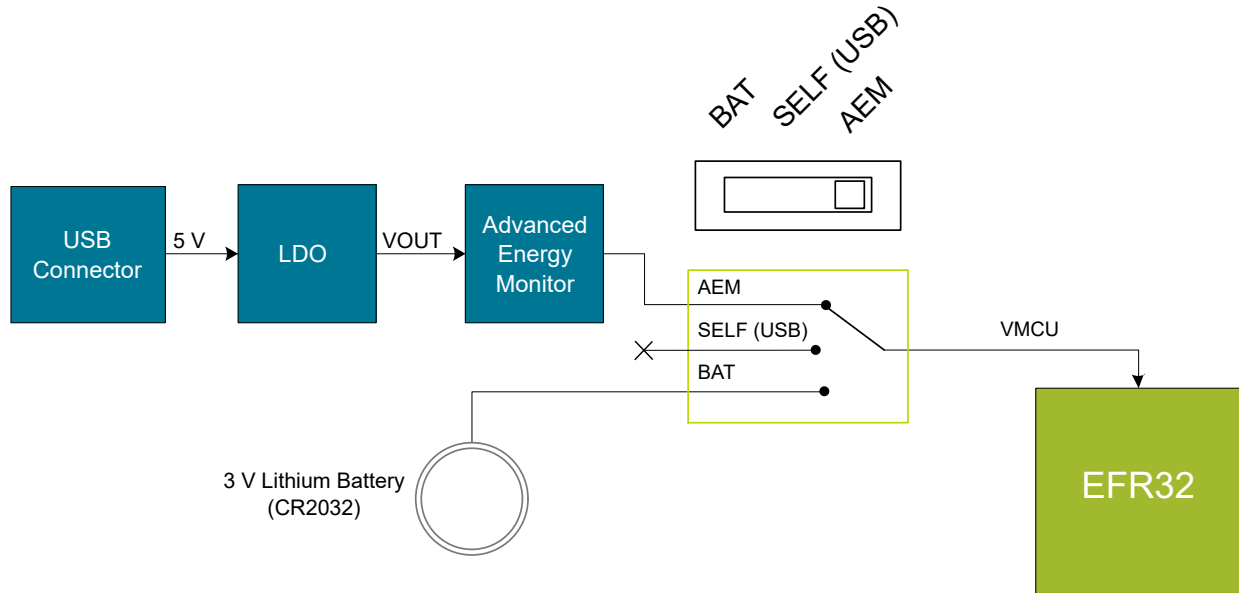 BAT
SELF (USB)
AEM
USB
Connector
5 V
LDO
VOUT
Advanced
Energy
Monitor
AEM
SELF (USB)
BAT
VMCU
3 V Lithium Battery
(CR2032)
EFR32